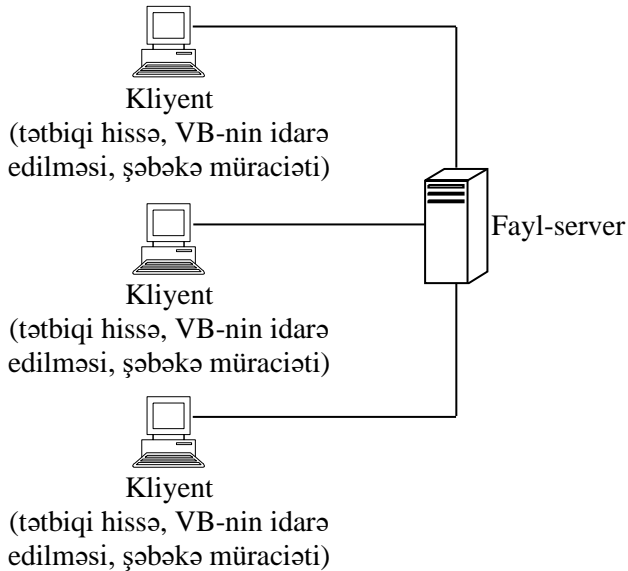 Kliyent
(tətbiqi hissə, VB-nin idarə
edilməsi, şəbəkə müraciəti)
Fayl-server
Kliyent
(tətbiqi hissə, VB-nin idarə
edilməsi, şəbəkə müraciəti)
Kliyent
(tətbiqi hissə, VB-nin idarə
edilməsi, şəbəkə müraciəti)